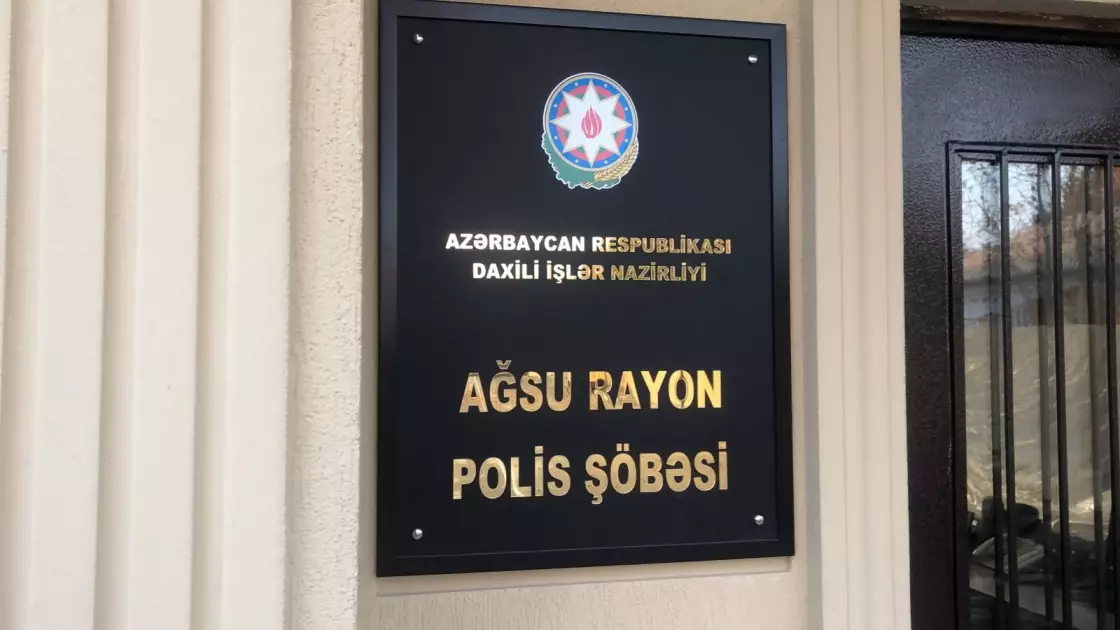 AZƏRBAYCAN RESPUBLİKASI
DAXİLİ İŞLƏR NAZİRLİYİ
AĞSU RAYON
POLİS ŞÖBƏSİ